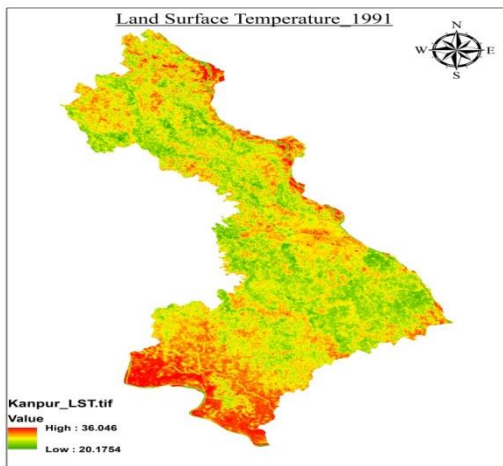 Land Surface Temperature_1991
N
W E
S
Kanpur_LST.tif
Value
High : 36.046
Low : 20.1754